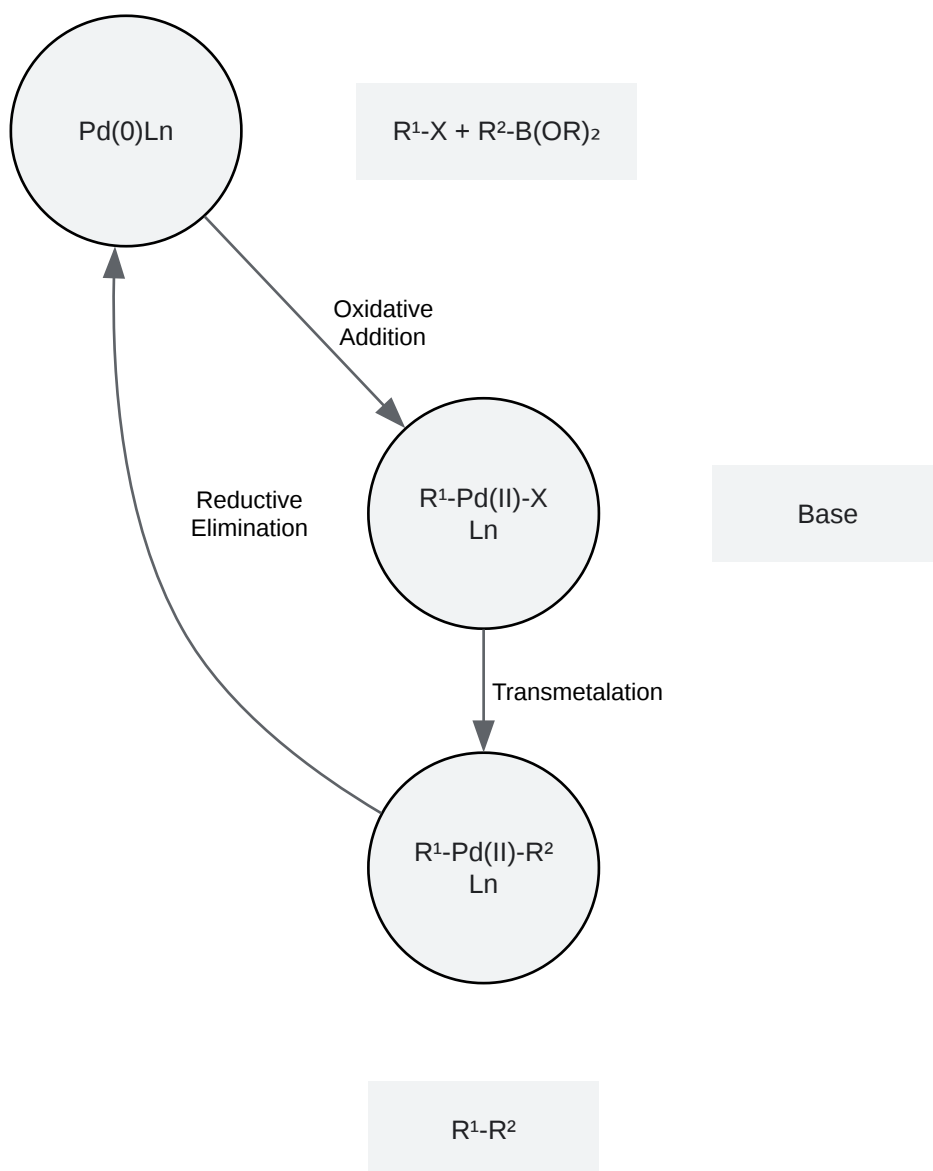 Pd(0)Ln
R¹-X + R²-B(OR)₂
Oxidative
Addition
R¹-Pd(II)-X
Ln
Reductive
Elimination
Base
Transmetalation
R¹-Pd(II)-R²
Ln
R¹-R²